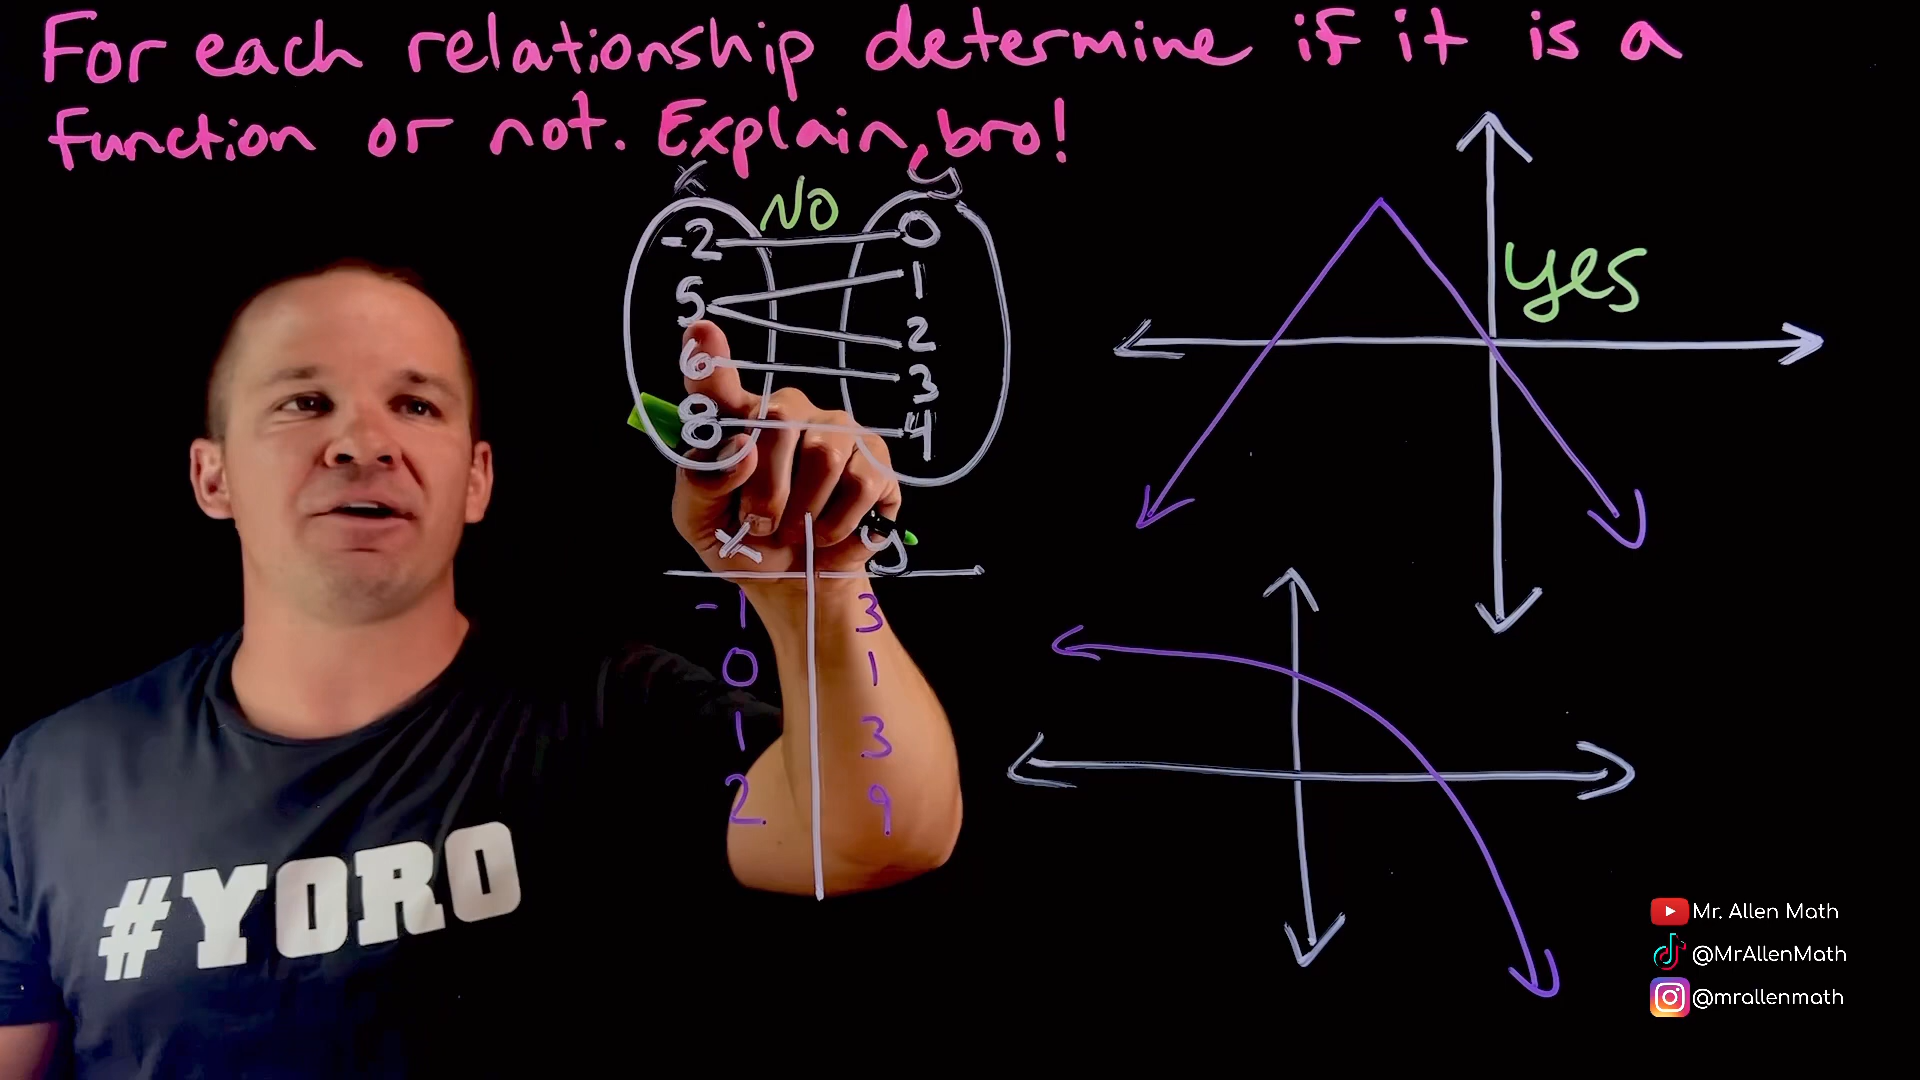 For each relationship determine if it is a
function or not. Explain, bro!
x NO y
-2 0
5 1
2
6 3
8 4
yes
x y
-1 3
0 1
1 3
2 9
#YORO
Mr. Allen Math
@MrAllenMath
@mrallenmath